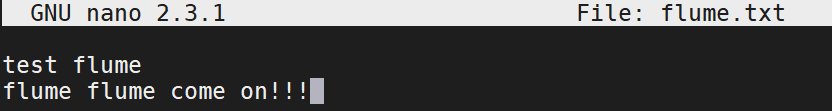 GNU nano 2.3.1 File: flume.txt
test flume
flume flume come on!!!